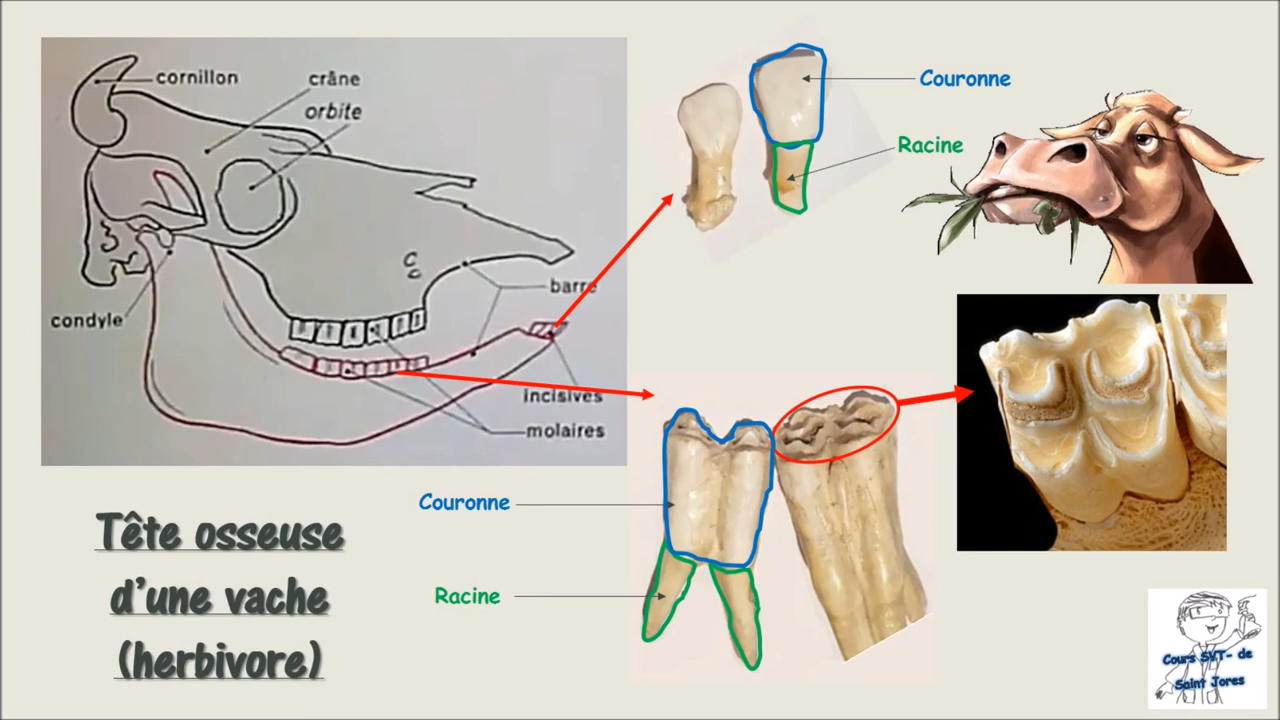 cornillon
crâne
orbite
barre
condyle
incisives
molaires
Couronne
Racine
Couronne
Racine
Tête osseuse
d'une vache
(herbivore)
Cours SVT- de
Saint Jores